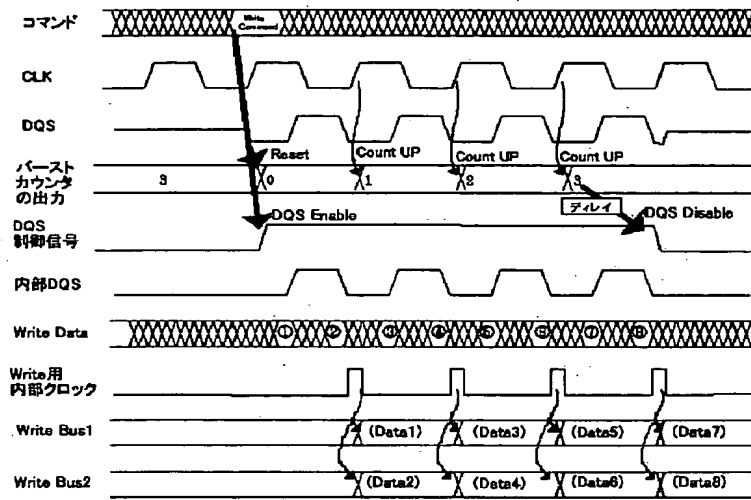 コマンド
Write
Command
CLK
DQS
Reset
Count UP
Count UP
Count UP
バースト
カウンタ
の出力
3
0
1
2
3
ディレイ
DQS Enable
DQS Disable
DQS
制御信号
内部DQS
Write Data
①
②
③
④
⑤
⑥
⑦
⑧
Write用
内部クロック
Write Bus1
(Data1)
(Data3)
(Data5)
(Data7)
Write Bus2
(Data2)
(Data4)
(Data6)
(Data8)